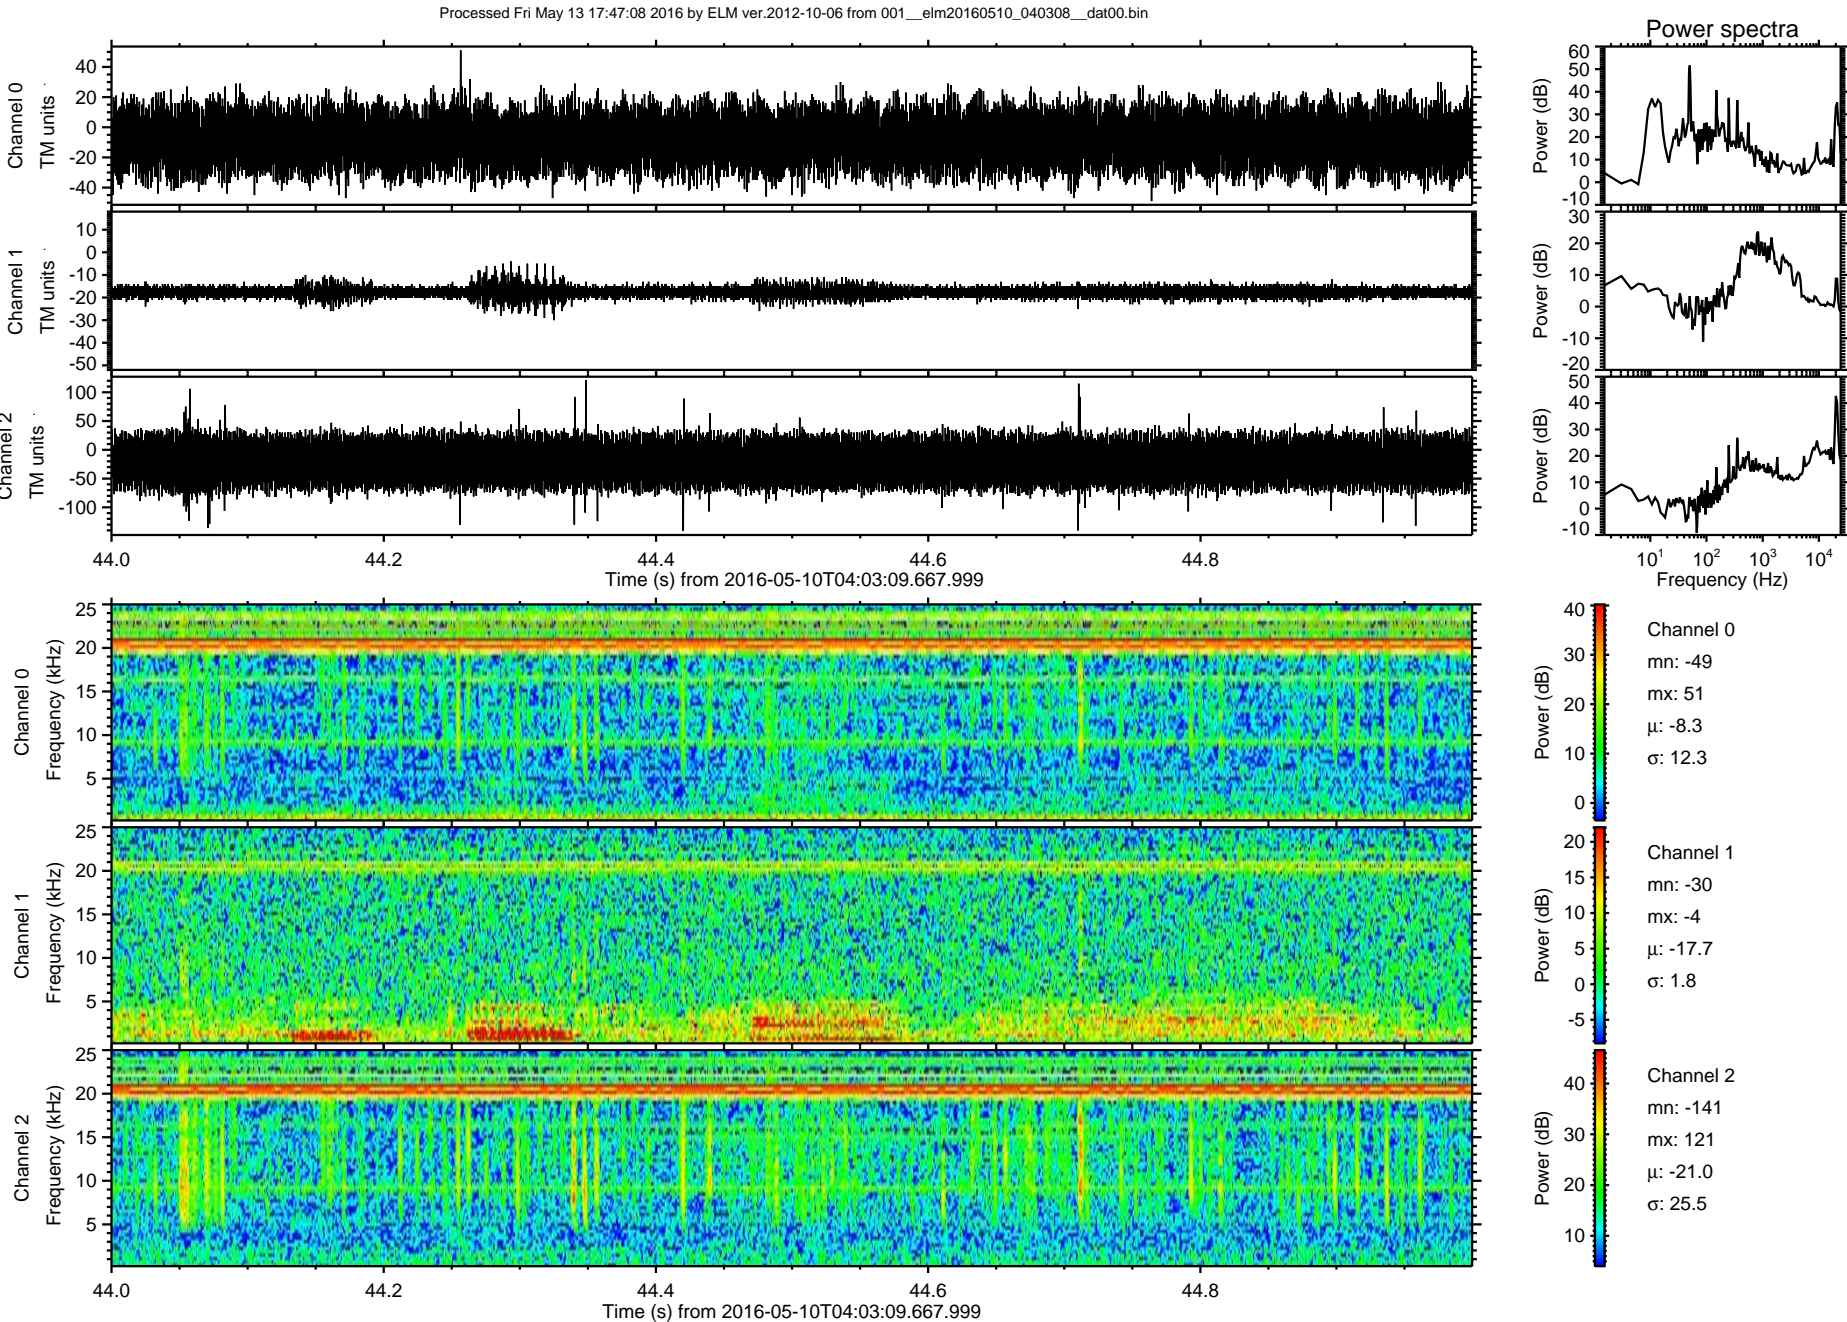 Processed Fri May 13 17:47:08 2016 by ELM ver.2012-10-06 from 001__elm20160510_040308__dat00.bin
Power spectra
Channel 0
TM units
40
20
0
-20
-40
Power (dB)
60
50
40
30
20
10
0
-10
Channel 1
TM units
10
0
-10
-20
-30
-40
-50
Power (dB)
30
20
10
0
-10
-20
Channel 2
TM units
100
50
0
-50
-100
Power (dB)
50
40
30
20
10
0
-10
44.0 44.2 44.4 44.6 44.8
Time (s) from 2016-05-10T04:03:09.667.999
10^1 10^2 10^3 10^4
Frequency (Hz)
Channel 0
Frequency (kHz)
25
20
15
10
5
Power (dB)
40
30
20
10
0
Channel 0
mn: -49
mx: 51
μ: -8.3
σ: 12.3
Channel 1
Frequency (kHz)
25
20
15
10
5
Power (dB)
20
15
10
5
0
-5
Channel 1
mn: -30
mx: -4
μ: -17.7
σ: 1.8
Channel 2
Frequency (kHz)
25
20
15
10
5
Power (dB)
40
30
20
10
Channel 2
mn: -141
mx: 121
μ: -21.0
σ: 25.5
44.0 44.2 44.4 44.6 44.8
Time (s) from 2016-05-10T04:03:09.667.999